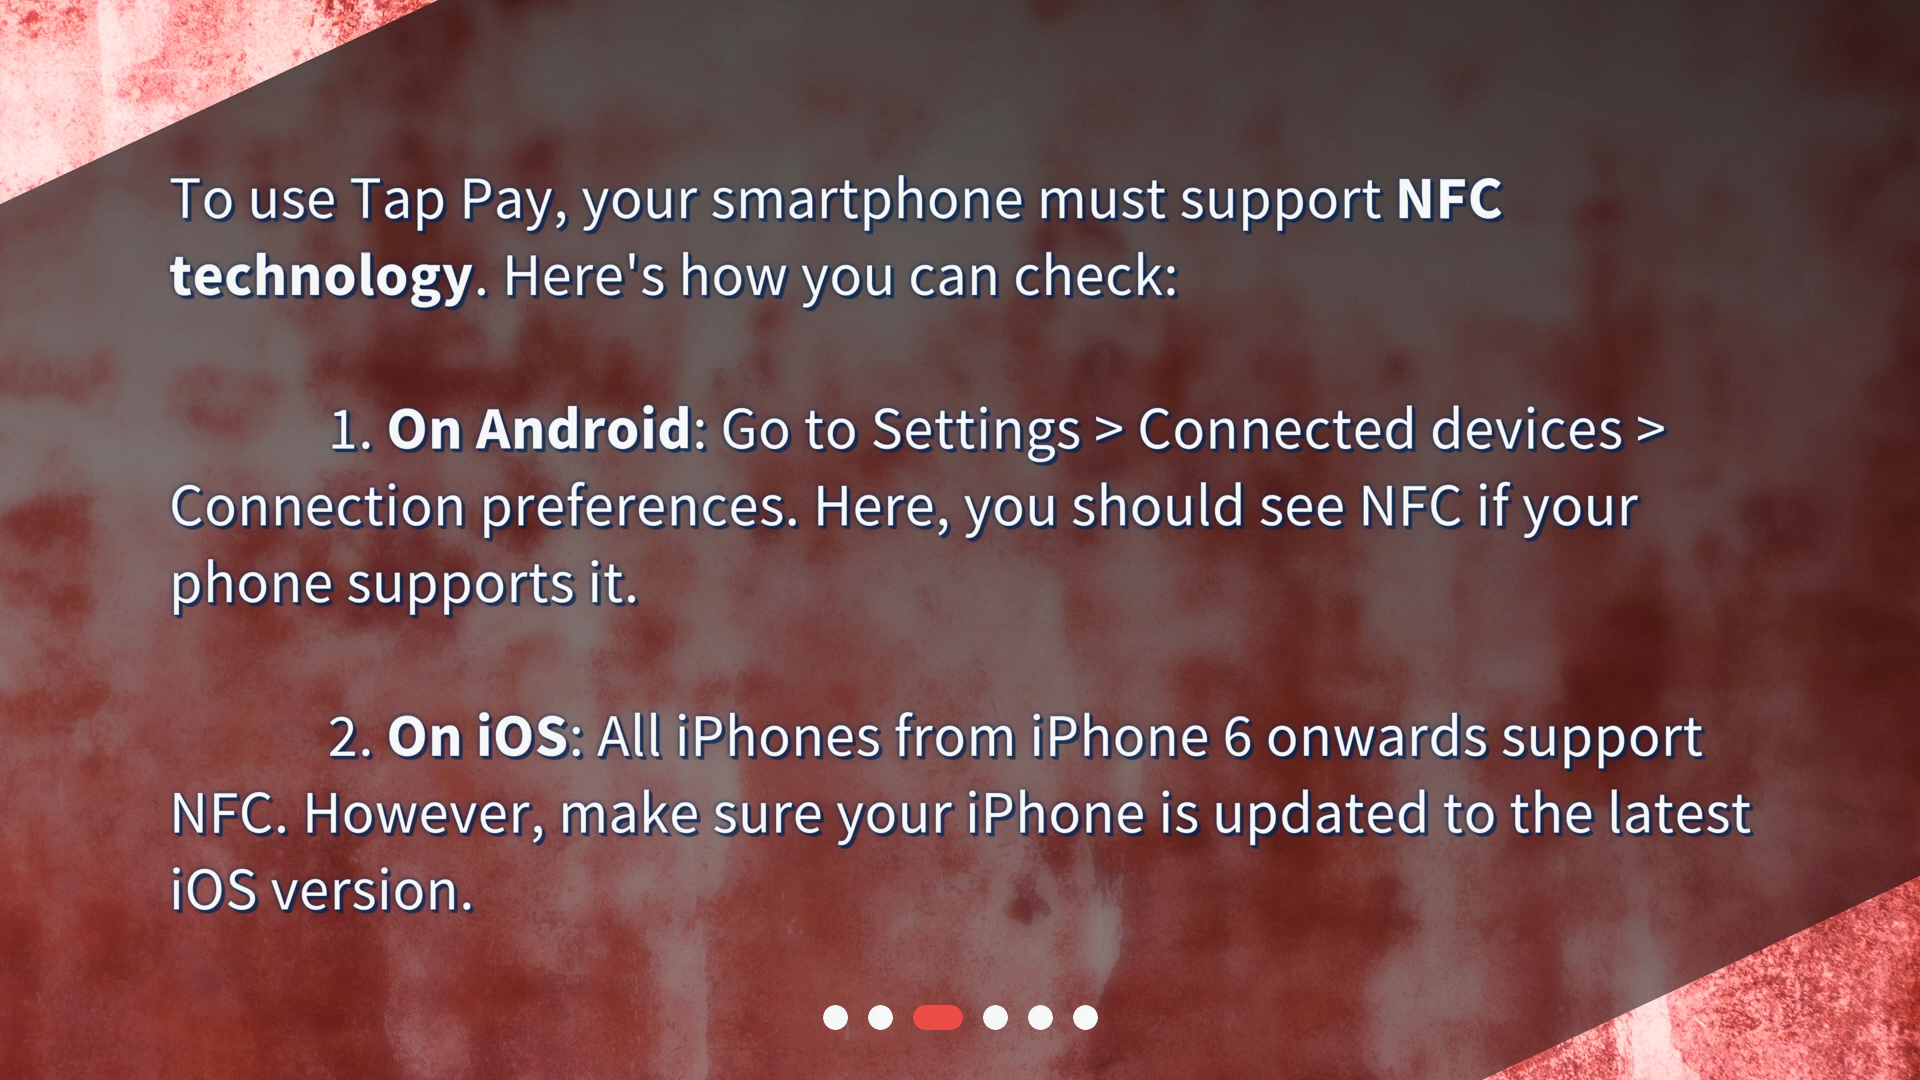 To use Tap Pay, your smartphone must support NFC
technology. Here's how you can check:
1. On Android: Go to Settings > Connected devices >
Connection preferences. Here, you should see NFC if your
phone supports it.
2. On iOS: All iPhones from iPhone 6 onwards support
NFC. However, make sure your iPhone is updated to the latest
iOS version.